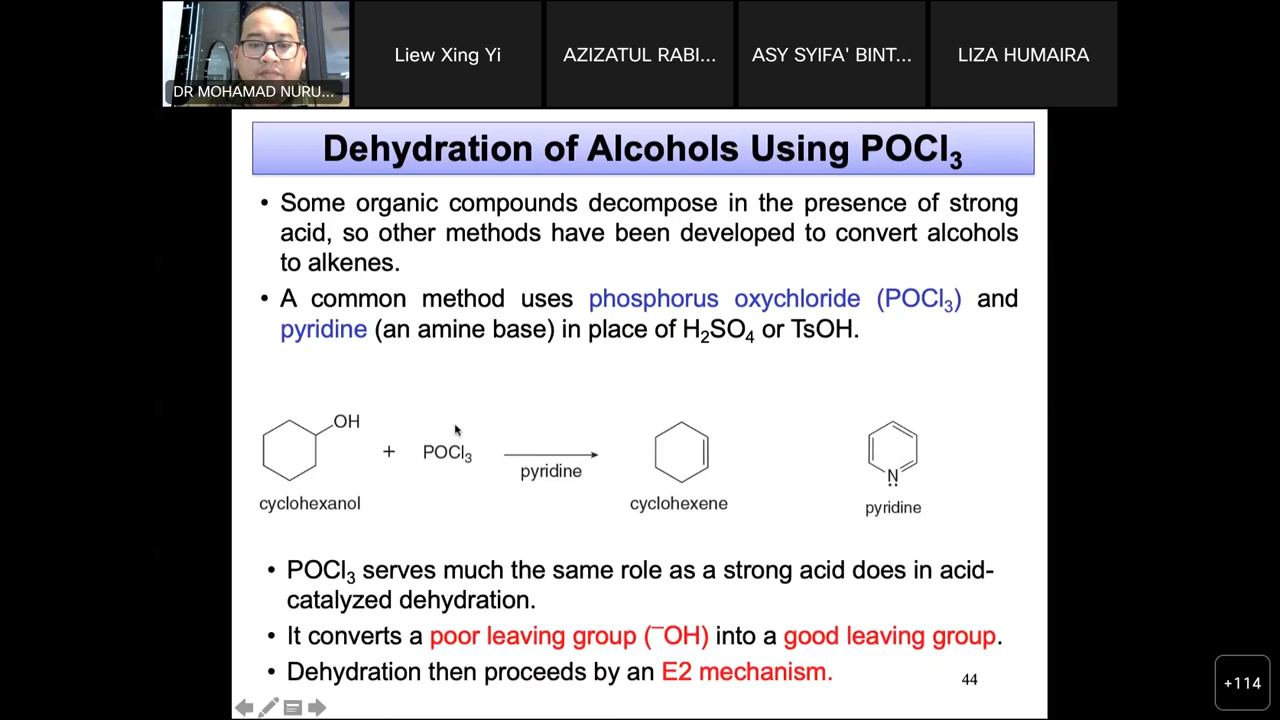 DR MOHAMAD NURU...
Liew Xing Yi
AZIZATUL RABI...
ASY SYIFA' BINT...
LIZA HUMAIRA
Dehydration of Alcohols Using POCl₃
• Some organic compounds decompose in the presence of strong
acid, so other methods have been developed to convert alcohols
to alkenes.
• A common method uses phosphorus oxychloride (POCl₃) and
pyridine (an amine base) in place of H₂SO₄ or TsOH.
OH
+
POCl₃
pyridine
N
cyclohexanol
cyclohexene
pyridine
• POCl₃ serves much the same role as a strong acid does in acid-
catalyzed dehydration.
• It converts a poor leaving group (⁻OH) into a good leaving group.
• Dehydration then proceeds by an E2 mechanism.
44
+114